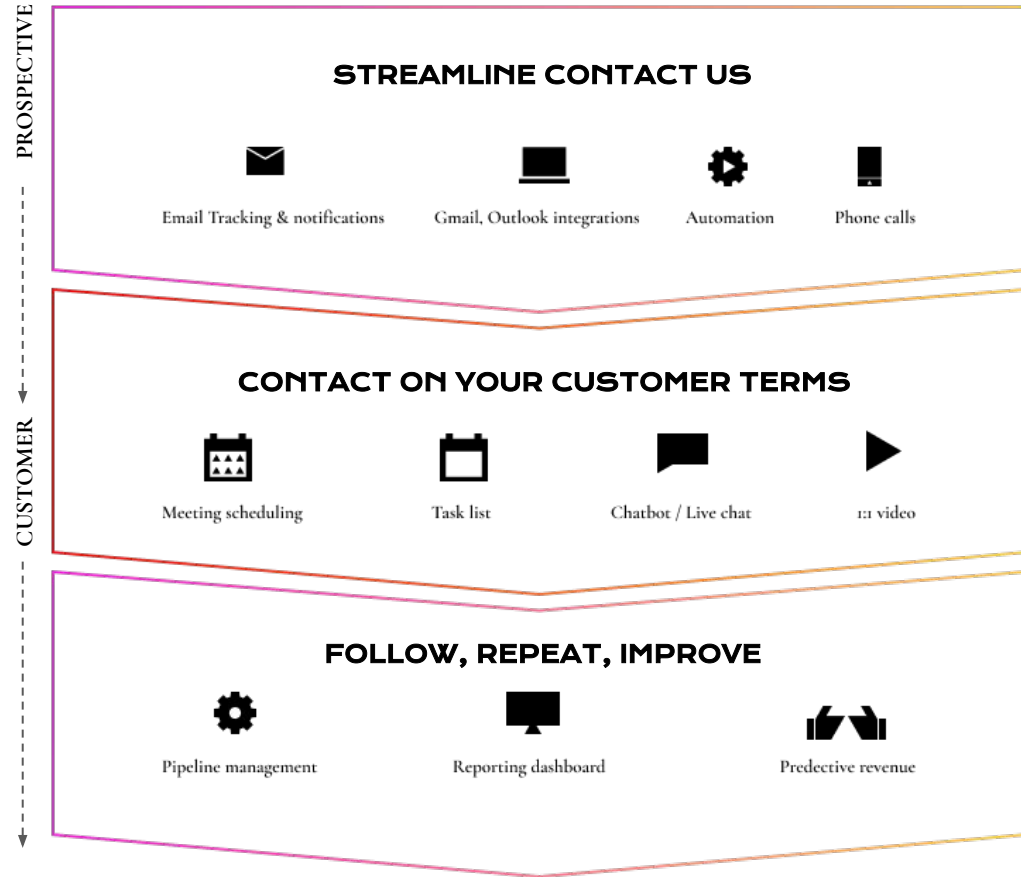 PROSPECTIVE
STREAMLINE CONTACT US
Email Tracking & notifications
Gmail, Outlook integrations
Automation
Phone calls
CUSTOMER
CONTACT ON YOUR CUSTOMER TERMS
Meeting scheduling
Task list
Chatbot / Live chat
1:1 video
FOLLOW, REPEAT, IMPROVE
Pipeline management
Reporting dashboard
Predective revenue